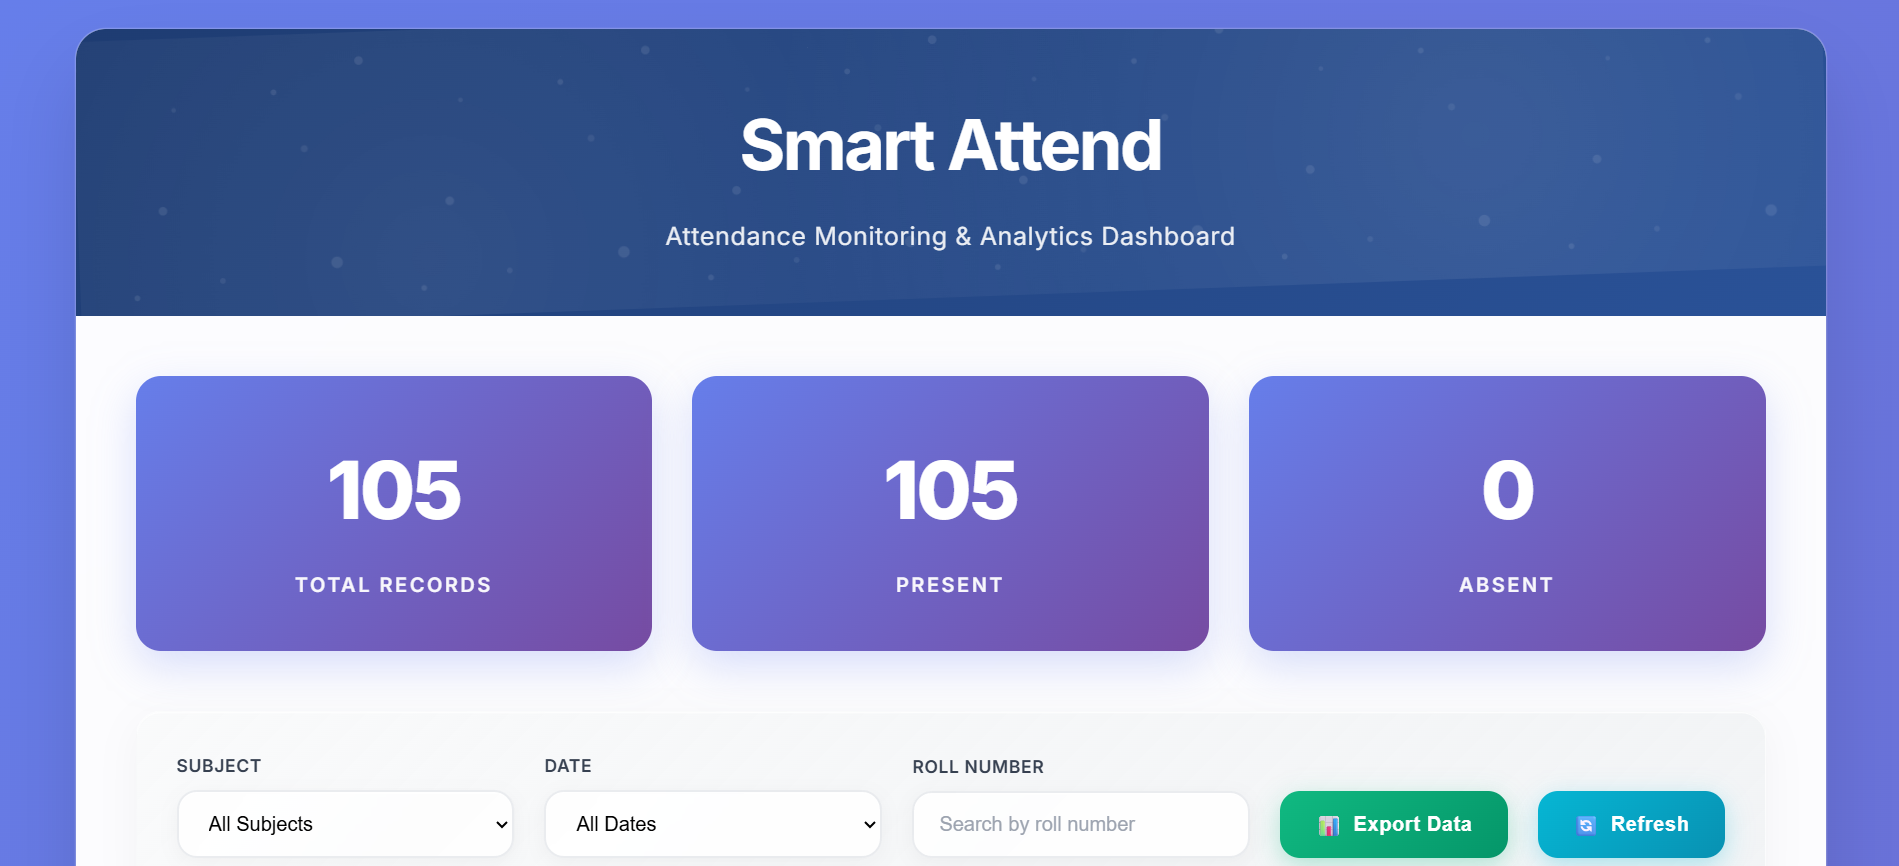 Smart Attend
Attendance Monitoring & Analytics Dashboard
105
TOTAL RECORDS
105
PRESENT
0
ABSENT
SUBJECT
All Subjects
DATE
All Dates
ROLL NUMBER
Search by roll number
Export Data
Refresh